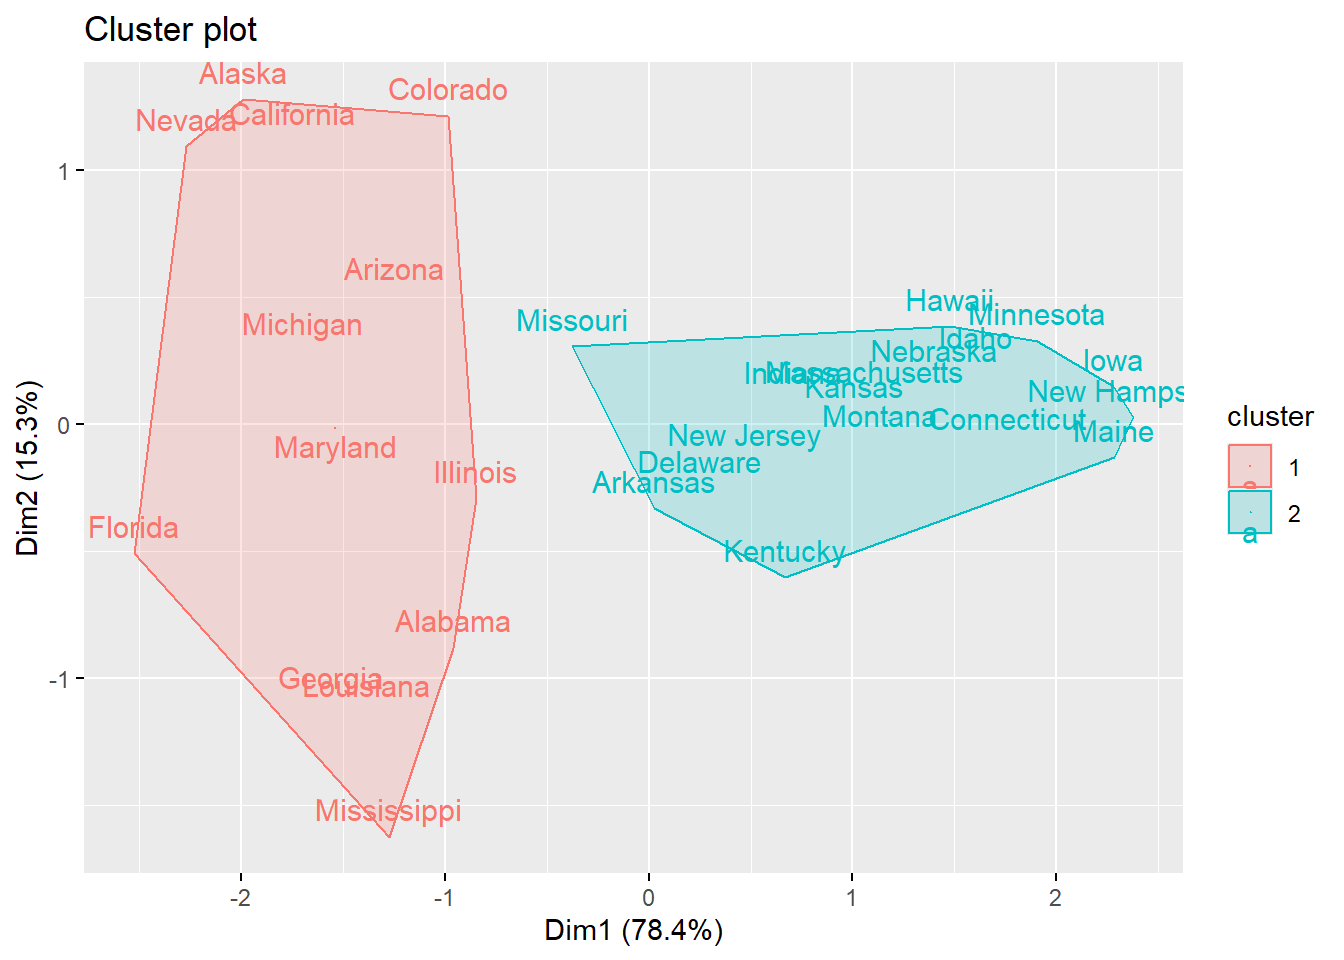 Cluster plot
Alaska
Colorado
Nevada
California
Arizona
Michigan
Maryland
Illinois
Florida
Alabama
Georgia
Louisiana
Mississippi
Missouri
Hawaii
Minnesota
Idaho
Nebraska
Iowa
Indiana
Massachusetts
Kansas
New Hamps
Montana
Connecticut
Maine
New Jersey
Delaware
Arkansas
Kentucky
1
0
-1
Dim2 (15.3%)
-2
-1
0
1
2
Dim1 (78.4%)
cluster
a
1
a
2